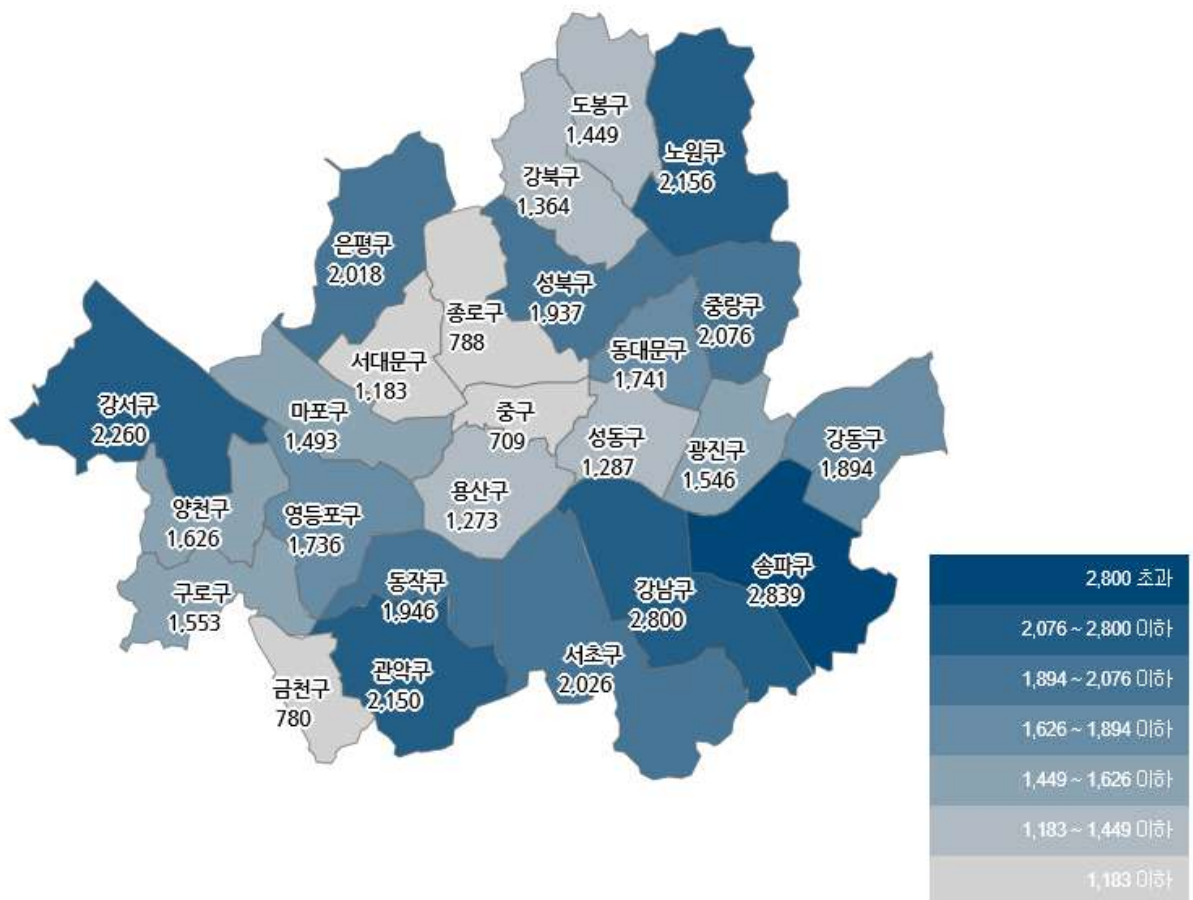 도봉구
1,449
노원구
2,156
강북구
1,364
은평구
2,018
성북구
1,937
중랑구
2,076
종로구
788
동대문구
1,741
서대문구
1,183
강서구
2,260
마포구
1,493
중구
709
성동구
1,287
광진구
1,546
강동구
1,894
용산구
1,273
양천구
1,626
영등포구
1,736
구로구
1,553
동작구
1,946
강남구
2,800
송파구
2,839
서초구
2,026
관악구
2,150
금천구
780
2,800 초과
2,076 ~ 2,800 이하
1,894 ~ 2,076 이하
1,626 ~ 1,894 이하
1,449 ~ 1,626 이하
1,183 ~ 1,449 이하
1,183 이하